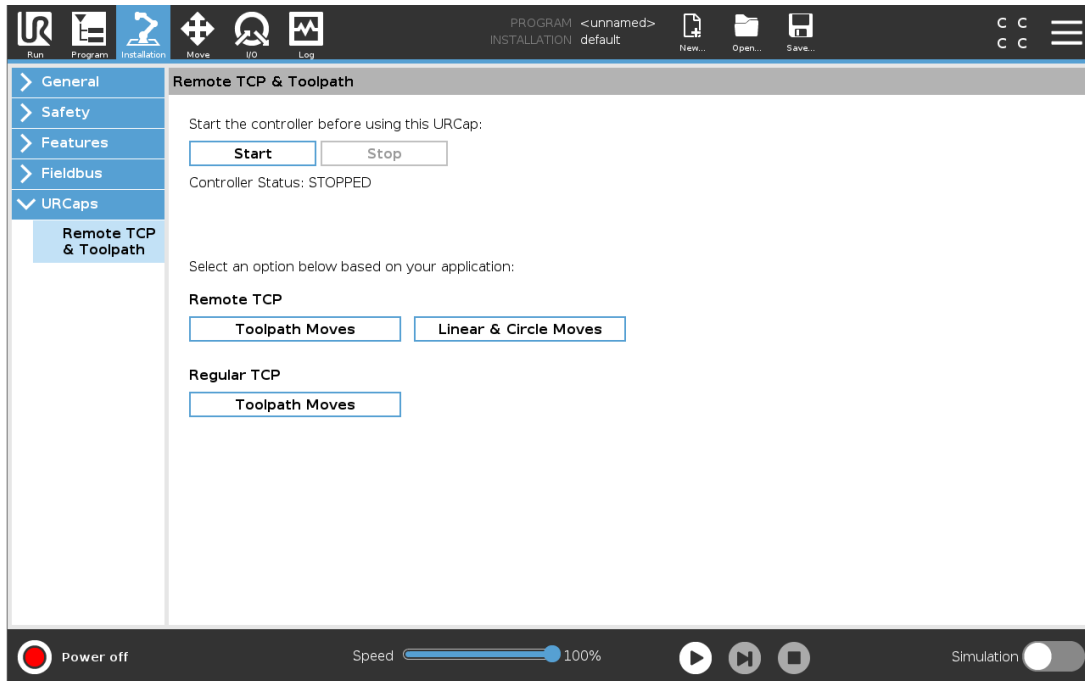 UR
Run
Program
Installation
Move
I/O
Log
PROGRAM <unnamed>
INSTALLATION default
New...
Open...
Save...
C C
C C
General
Safety
Features
Fieldbus
URCaps
Remote TCP
& Toolpath
Remote TCP & Toolpath
Start the controller before using this URCap:
Start Stop
Controller Status: STOPPED
Select an option below based on your application:
Remote TCP
Toolpath Moves Linear & Circle Moves
Regular TCP
Toolpath Moves
Power off
Speed 100%
Simulation